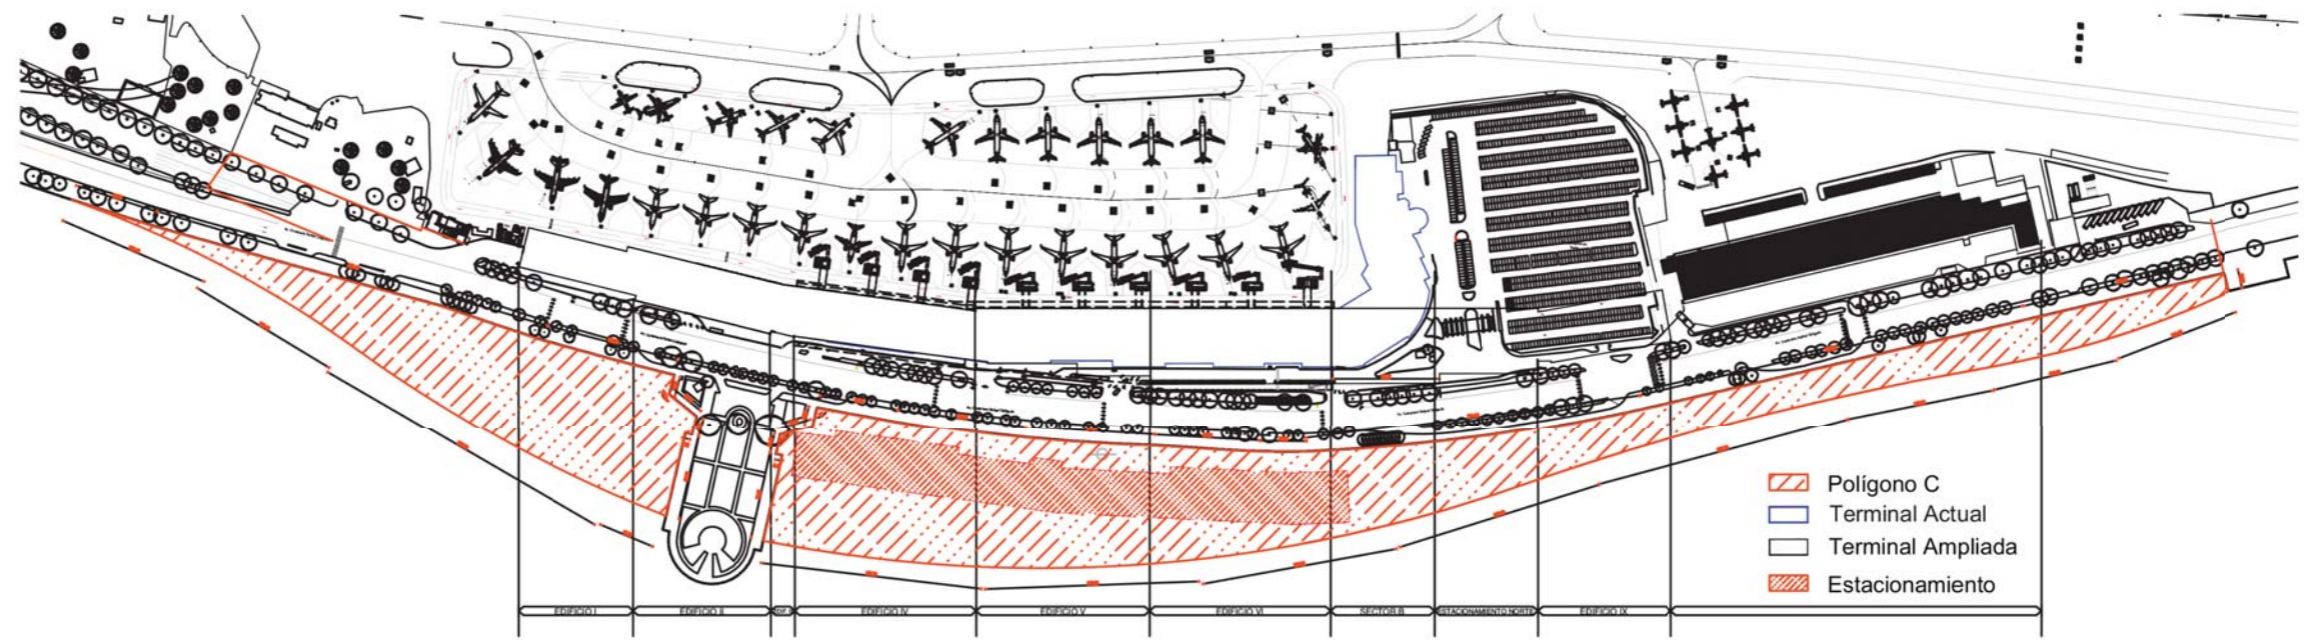 Polígono C
Terminal Actual
Terminal Ampliada
Estacionamiento
EDIFICIO I
EDIFICIO II
EDIFICIO IV
EDIFICIO V
EDIFICIO VI
SECTOR B
ESTACIONAMIENTO NORTE
EDIFICIO IX